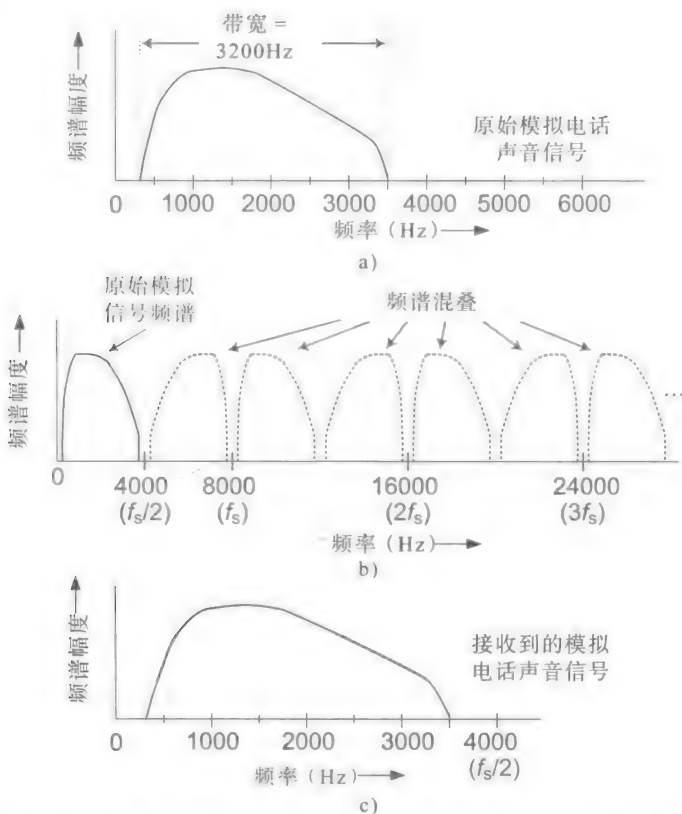 带宽 =
3200Hz
频谱幅度
原始模拟电话
声音信号
0 1000 2000 3000 4000 5000 6000
频率（Hz）
a)
原始模拟
信号频谱
频谱混叠
频谱幅度
...
0 4000 8000 16000 24000
(fs/2) (fs) (2fs) (3fs)
频率（Hz）
b)
频谱幅度
接收到的模拟
电话声音信号
0 1000 2000 3000 4000
(fs/2)
频率（Hz）
c)